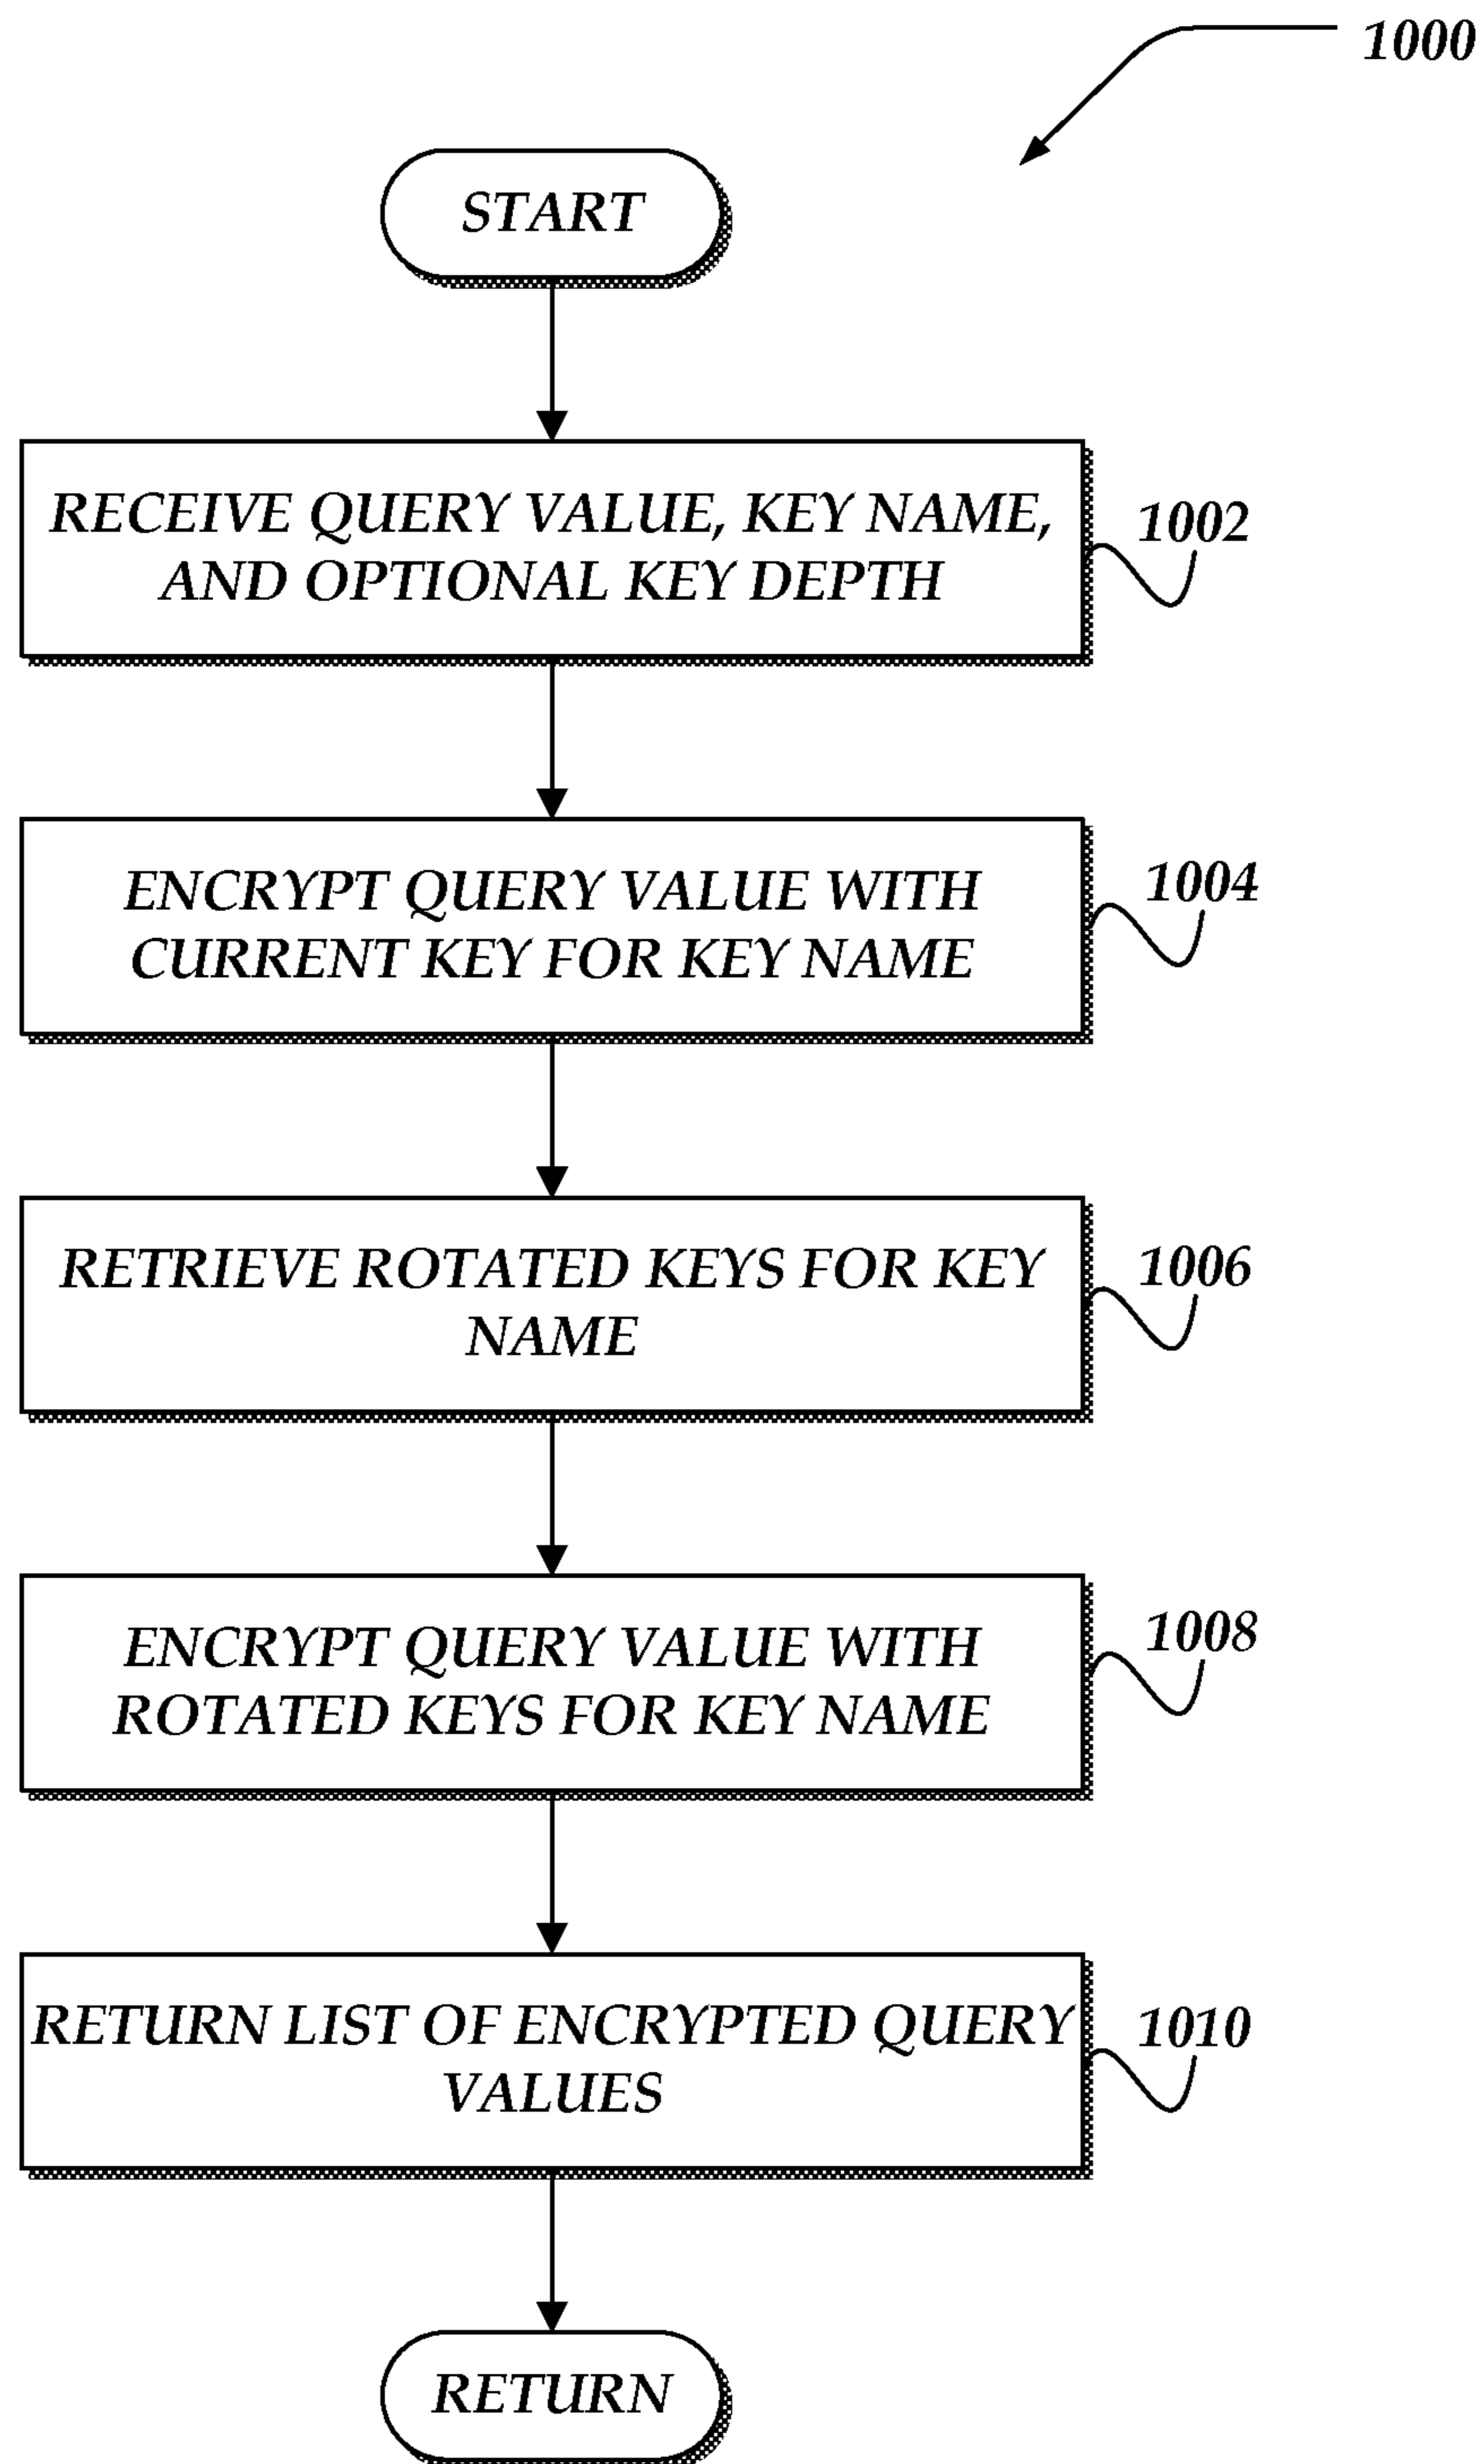 1000
START
RECEIVE QUERY VALUE, KEY NAME,
AND OPTIONAL KEY DEPTH
1002
ENCRYPT QUERY VALUE WITH
CURRENT KEY FOR KEY NAME
1004
RETRIEVE ROTATED KEYS FOR KEY
NAME
1006
ENCRYPT QUERY VALUE WITH
ROTATED KEYS FOR KEY NAME
1008
RETURN LIST OF ENCRYPTED QUERY
VALUES
1010
RETURN